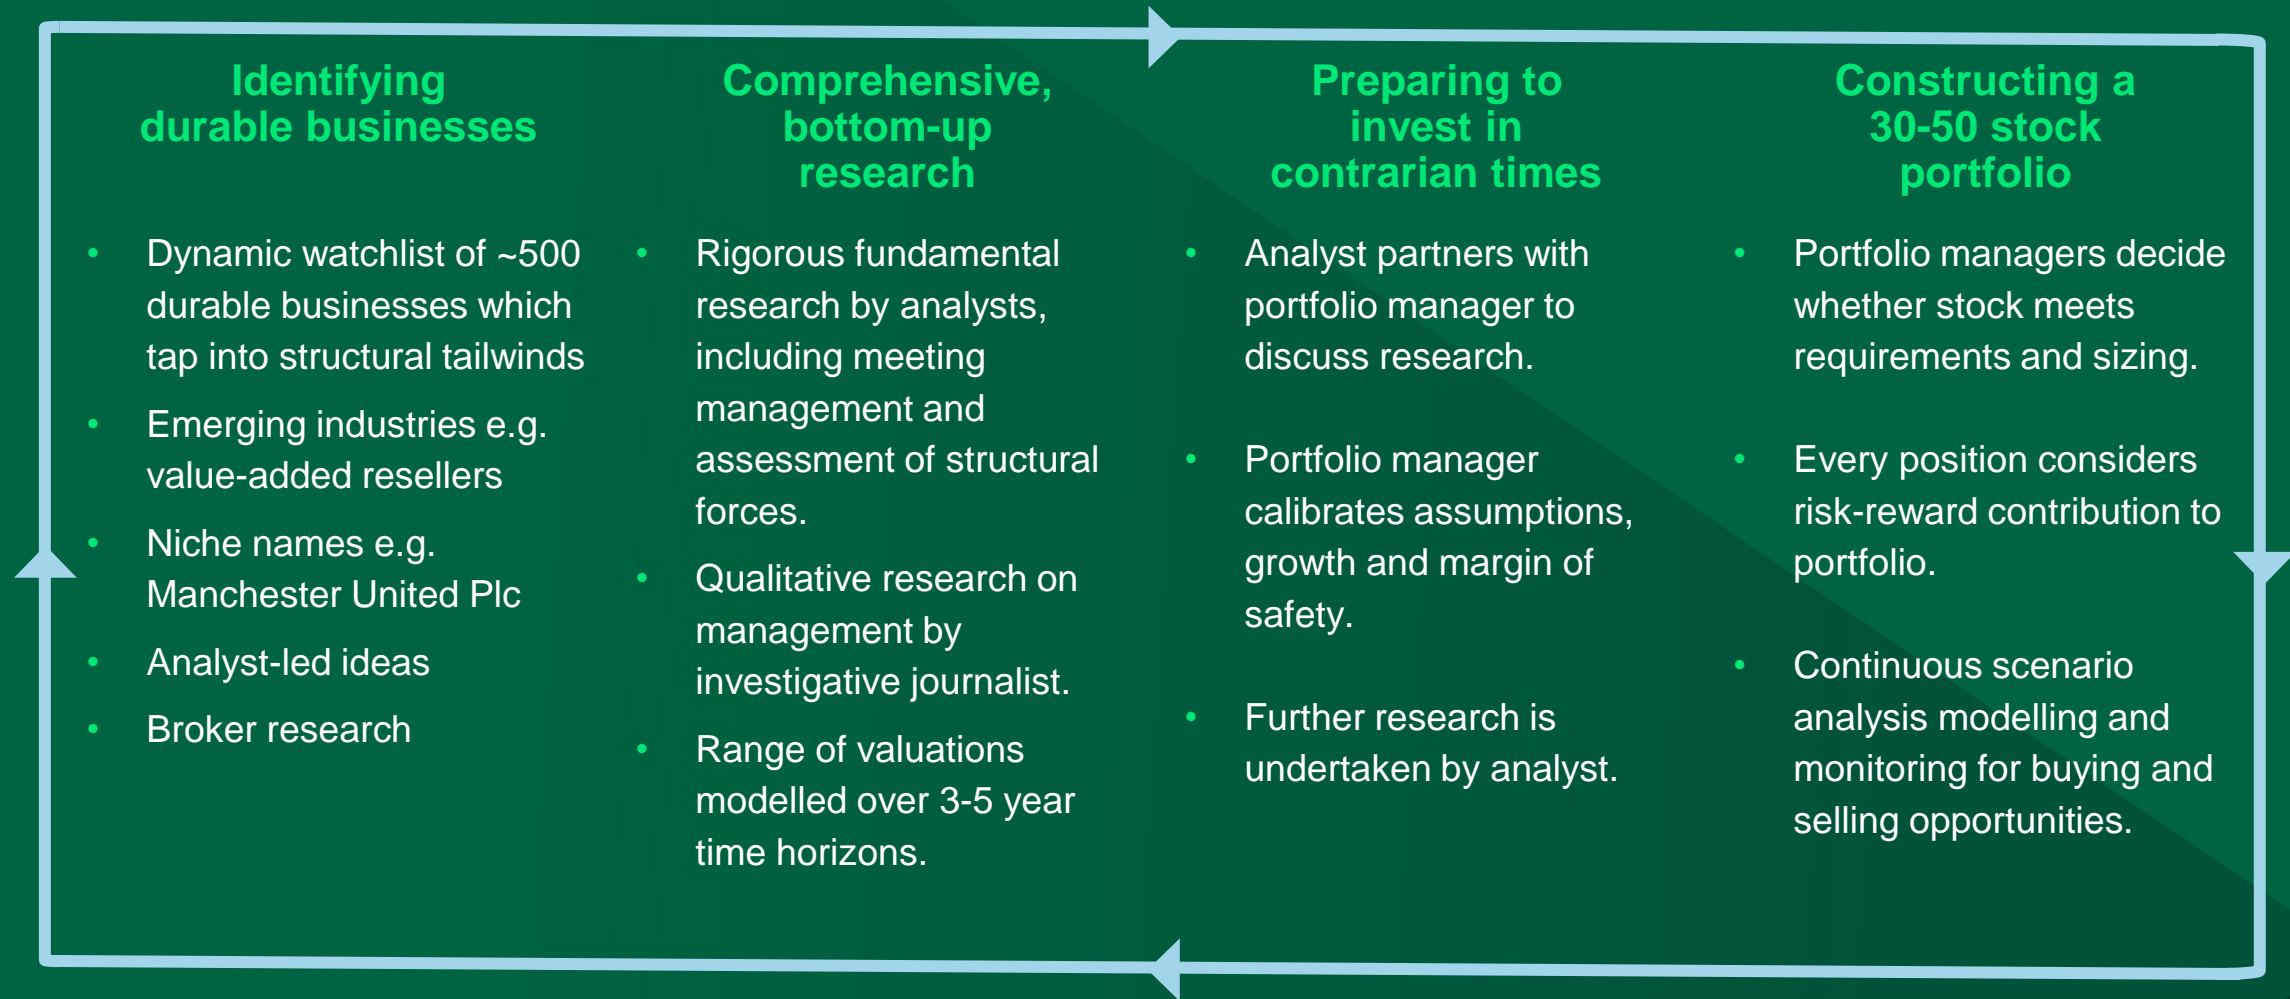 Identifying
durable businesses
• Dynamic watchlist of ~500
durable businesses which
tap into structural tailwinds
• Emerging industries e.g.
value-added resellers
• Niche names e.g.
Manchester United Plc
• Analyst-led ideas
• Broker research
Comprehensive,
bottom-up
research
• Rigorous fundamental
research by analysts,
including meeting
management and
assessment of structural
forces.
• Qualitative research on
management by
investigative journalist.
• Range of valuations
modelled over 3-5 year
time horizons.
Preparing to
invest in
contrarian times
• Analyst partners with
portfolio manager to
discuss research.
• Portfolio manager
calibrates assumptions,
growth and margin of
safety.
• Further research is
undertaken by analyst.
Constructing a
30-50 stock
portfolio
• Portfolio managers decide
whether stock meets
requirements and sizing.
• Every position considers
risk-reward contribution to
portfolio.
• Continuous scenario
analysis modelling and
monitoring for buying and
selling opportunities.